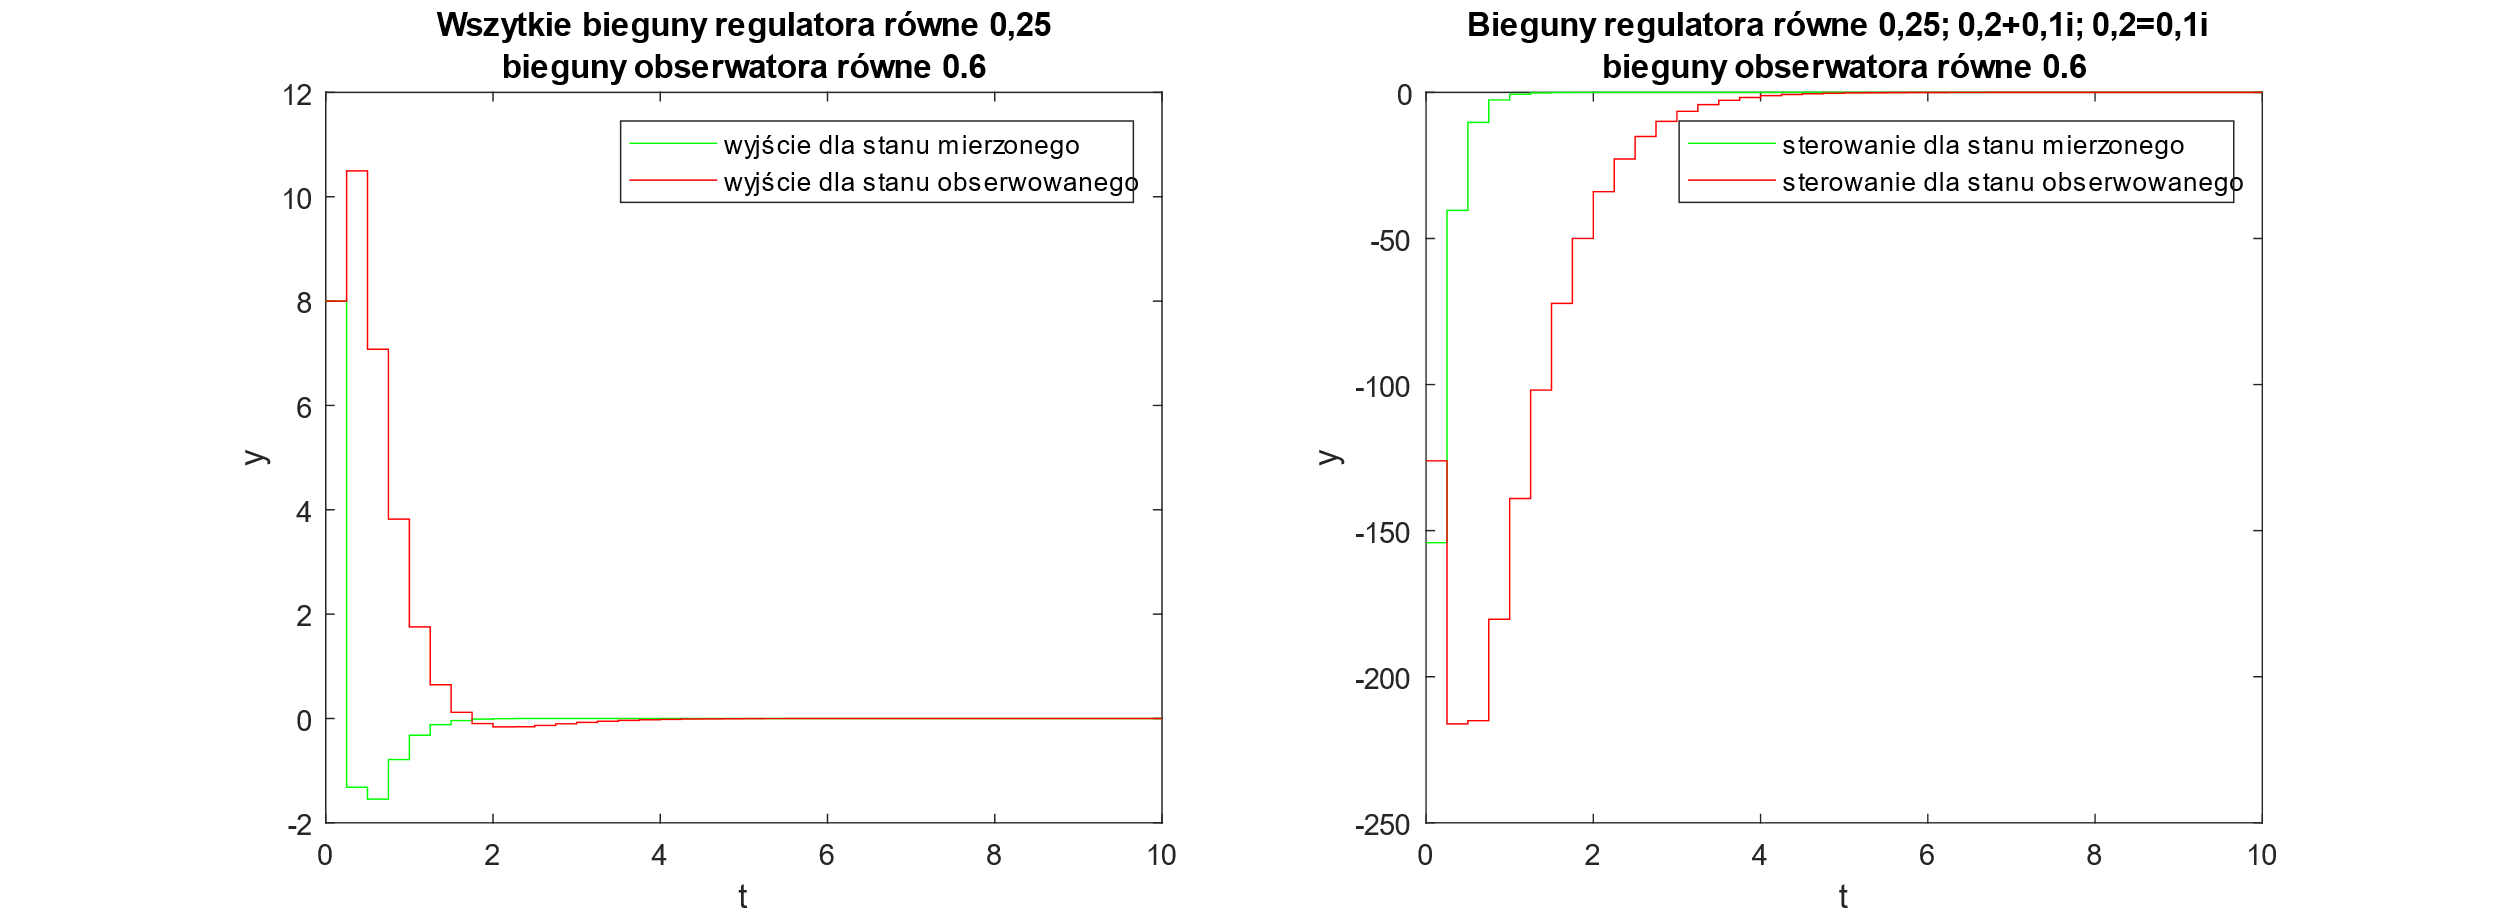 Wszytkie bieguny regulatora równe 0,25
bieguny obserwatora równe 0.6
12
10
8
6
4
2
0
-2
y
wyjście dla stanu mierzonego
wyjście dla stanu obserwowanego
0 2 4 6 8 10
t
Bieguny regulatora równe 0,25; 0,2+0,1i; 0,2=0,1i
bieguny obserwatora równe 0.6
0
-50
-100
-150
-200
-250
y
sterowanie dla stanu mierzonego
sterowanie dla stanu obserwowanego
0 2 4 6 8 10
t